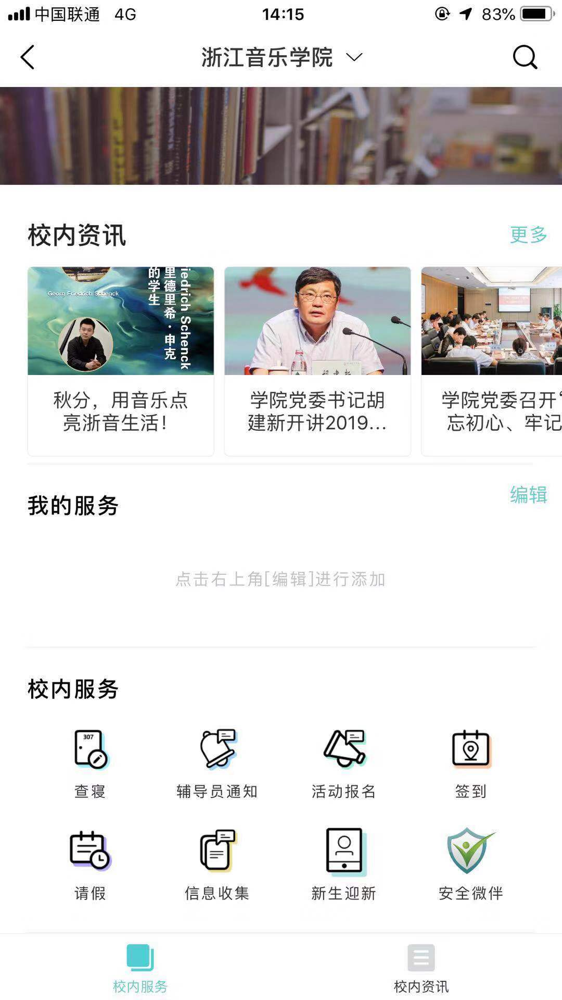 中国联通 4G 14:15 83%
浙江音乐学院
校内资讯 更多
Georg Friedrich Schenck
iedrich Schenck
里德里希·申克
的学生
秋分，用音乐点
亮浙音生活！
胡建新
学院党委书记胡
建新开讲2019...
学院党委召开“
忘初心、牢记
我的服务 编辑
点击右上角[编辑]进行添加
校内服务
307
查寝 辅导员通知 活动报名 签到
请假 信息收集 新生迎新 安全微伴
校内服务 校内资讯